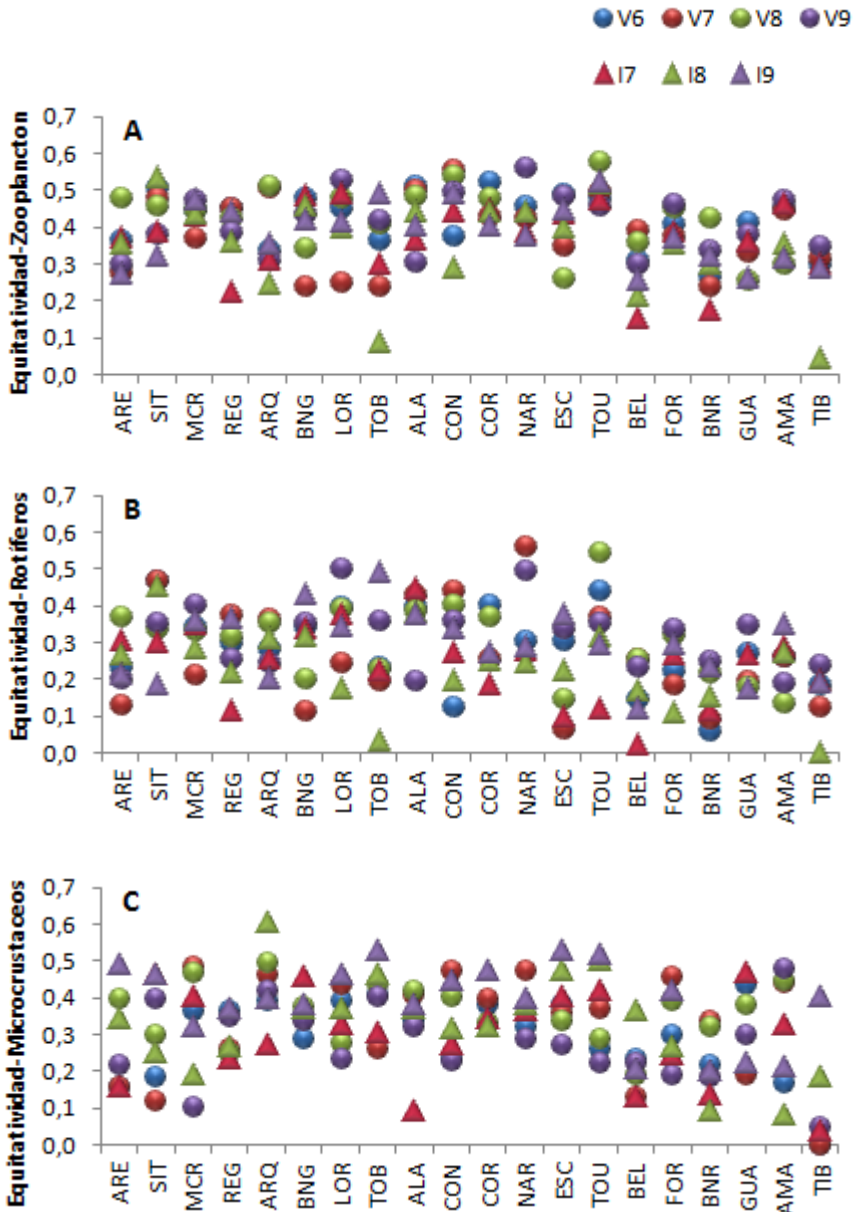 V6 V7 V8 V9
I7 I8 I9
Equitatividad-Zooplancton
A
0,7
0,6
0,5
0,4
0,3
0,2
0,1
0,0
ARE SIT MCR REG ARQ BNG LOR TOB ALA CON COR NAR ESC TOU BEL FOR BNR GUA AMA TIB
Equitatividad-Rotíferos
B
0,7
0,6
0,5
0,4
0,3
0,2
0,1
0,0
ARE SIT MCR REG ARQ BNG LOR TOB ALA CON COR NAR ESC TOU BEL FOR BNR GUA AMA TIB
Equitatividad-Microcrustaceos
C
0,7
0,6
0,5
0,4
0,3
0,2
0,1
0,0
ARE SIT MCR REG ARQ BNG LOR TOB ALA CON COR NAR ESC TOU BEL FOR BNR GUA AMA TIB